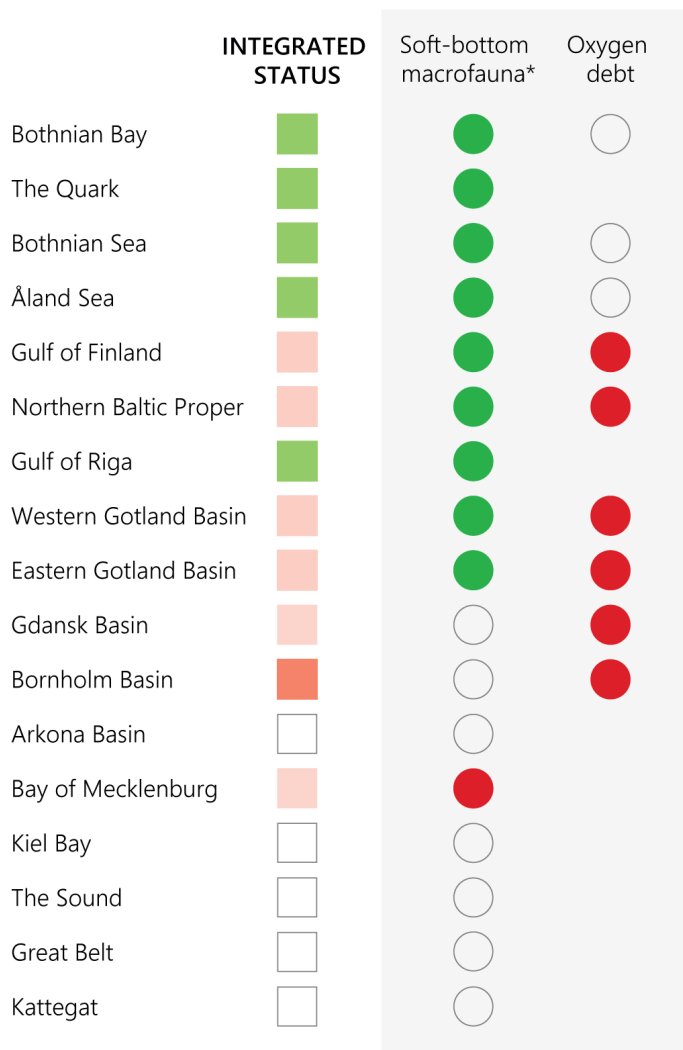 INTEGRATED
STATUS
Soft-bottom
macrofauna*
Oxygen
debt
Bothnian Bay
The Quark
Bothnian Sea
Åland Sea
Gulf of Finland
Northern Baltic Proper
Gulf of Riga
Western Gotland Basin
Eastern Gotland Basin
Gdansk Basin
Bornholm Basin
Arkona Basin
Bay of Mecklenburg
Kiel Bay
The Sound
Great Belt
Kattegat